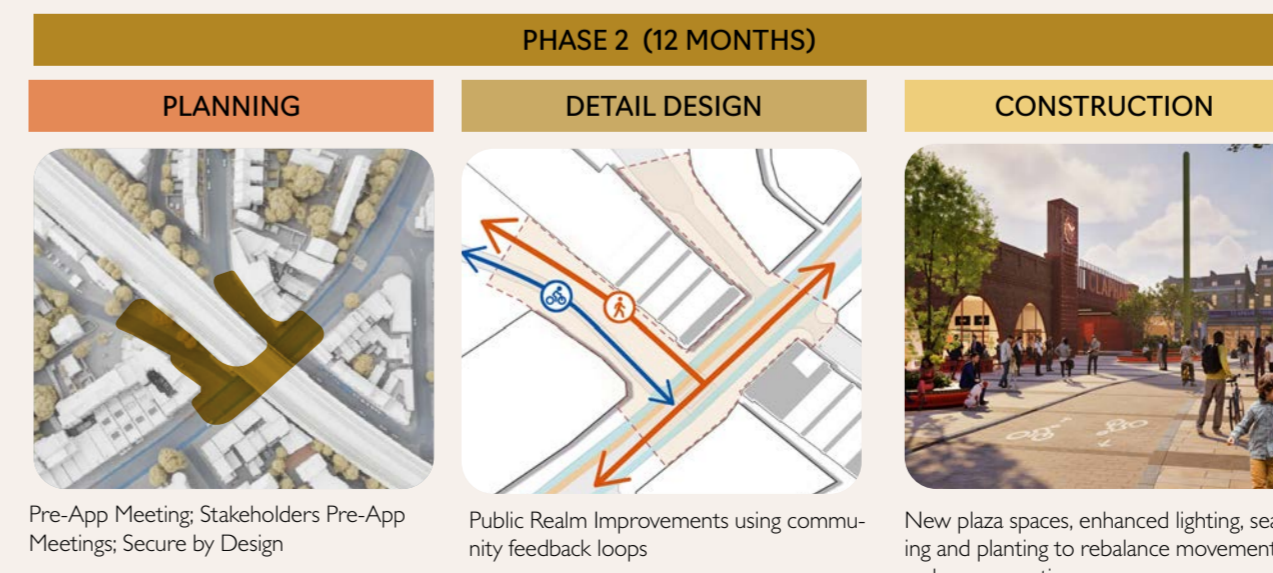 PHASE 2 (12 MONTHS)
PLANNING
DETAIL DESIGN
CONSTRUCTION
Pre-App Meeting; Stakeholders Pre-App
Meetings; Secure by Design
Public Realm Improvements using commu-
nity feedback loops
New plaza spaces, enhanced lighting, sea
ing and planting to rebalance movement